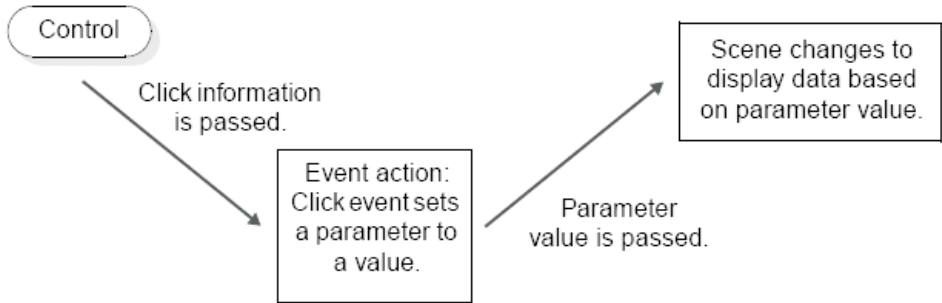 Control
Click information
is passed.
Event action:
Click event sets
a parameter to
a value.
Parameter
value is passed.
Scene changes to
display data based
on parameter value.